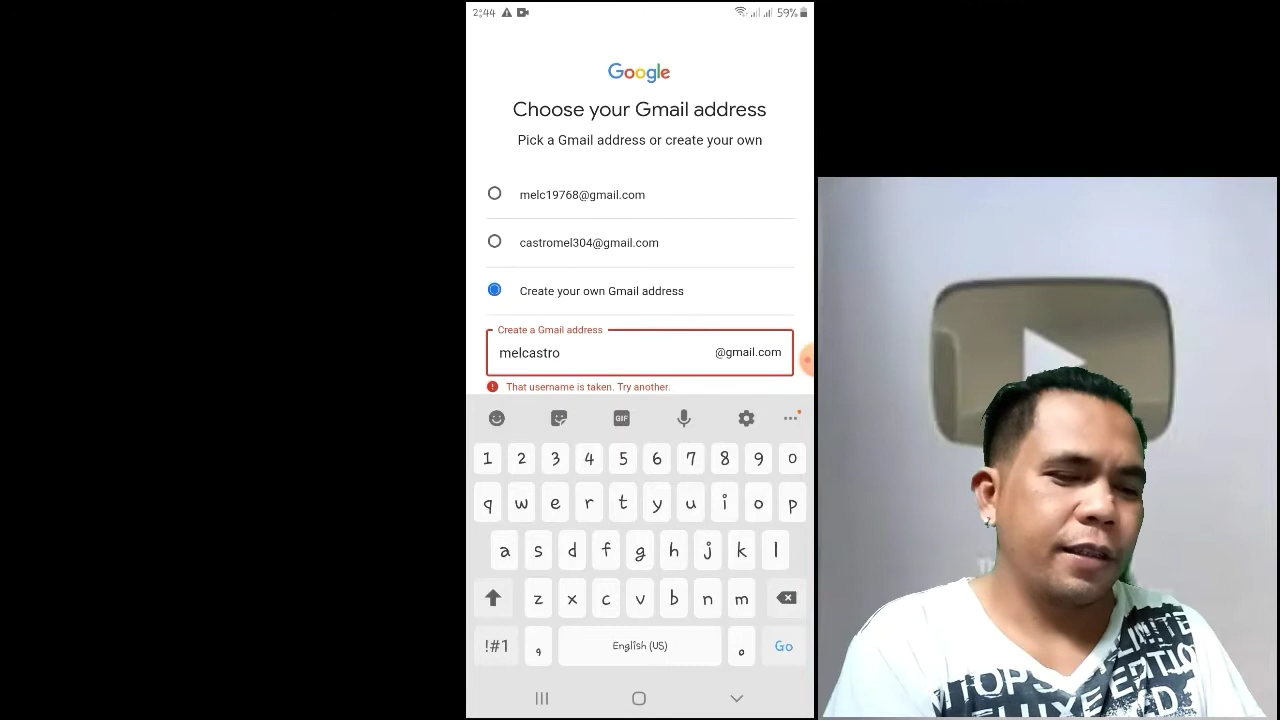 2:44 59%
Google
Choose your Gmail address
Pick a Gmail address or create your own
melc19768@gmail.com
castromel304@gmail.com
Create your own Gmail address
Create a Gmail address
melcastro @gmail.com
That username is taken. Try another.
GIF
1 2 3 4 5 6 7 8 9 0
q w e r t y u i o p
a s d f g h j k l
z x c v b n m
!#1 , English (US) . Go
TOPS